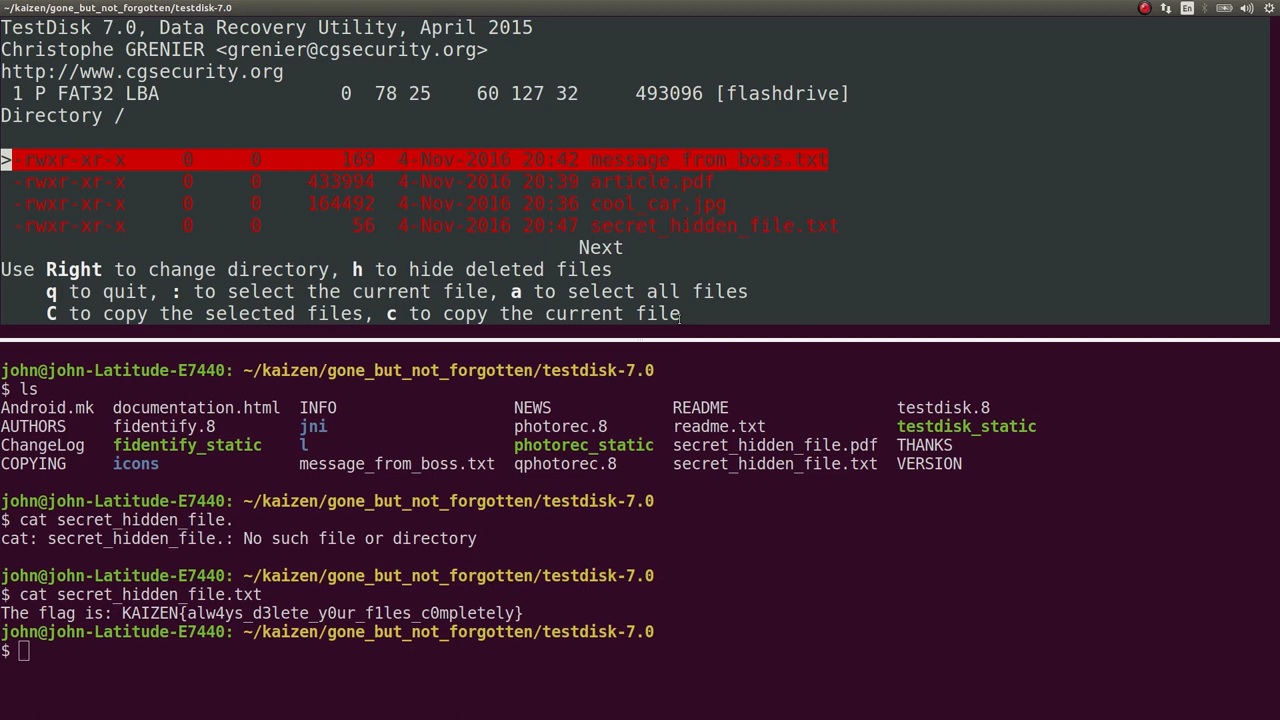 ~/kaizen/gone_but_not_forgotten/testdisk-7.0
En
TestDisk 7.0, Data Recovery Utility, April 2015
Christophe GRENIER <grenier@cgsecurity.org>
http://www.cgsecurity.org
1 P FAT32 LBA 0 78 25 60 127 32 493096 [flashdrive]
Directory /
>-rwxr-xr-x 0 0 169 4-Nov-2016 20:42 message_from_boss.txt
-rwxr-xr-x 0 0 433994 4-Nov-2016 20:39 article.pdf
-rwxr-xr-x 0 0 164492 4-Nov-2016 20:36 cool_car.jpg
-rwxr-xr-x 0 0 56 4-Nov-2016 20:47 secret_hidden_file.txt
Next
Use Right to change directory, h to hide deleted files
q to quit, : to select the current file, a to select all files
C to copy the selected files, c to copy the current file
john@john-Latitude-E7440: ~/kaizen/gone_but_not_forgotten/testdisk-7.0
$ ls
Android.mk documentation.html INFO NEWS README testdisk.8
AUTHORS fidentify.8 jni photorec.8 readme.txt testdisk_static
ChangeLog fidentify_static l photorec_static secret_hidden_file.pdf THANKS
COPYING icons message_from_boss.txt qphotorec.8 secret_hidden_file.txt VERSION
john@john-Latitude-E7440: ~/kaizen/gone_but_not_forgotten/testdisk-7.0
$ cat secret_hidden_file.
cat: secret_hidden_file.: No such file or directory
john@john-Latitude-E7440: ~/kaizen/gone_but_not_forgotten/testdisk-7.0
$ cat secret_hidden_file.txt
The flag is: KAIZEN{alw4ys_d3lete_y0ur_f1les_c0mpletely}
john@john-Latitude-E7440: ~/kaizen/gone_but_not_forgotten/testdisk-7.0
$